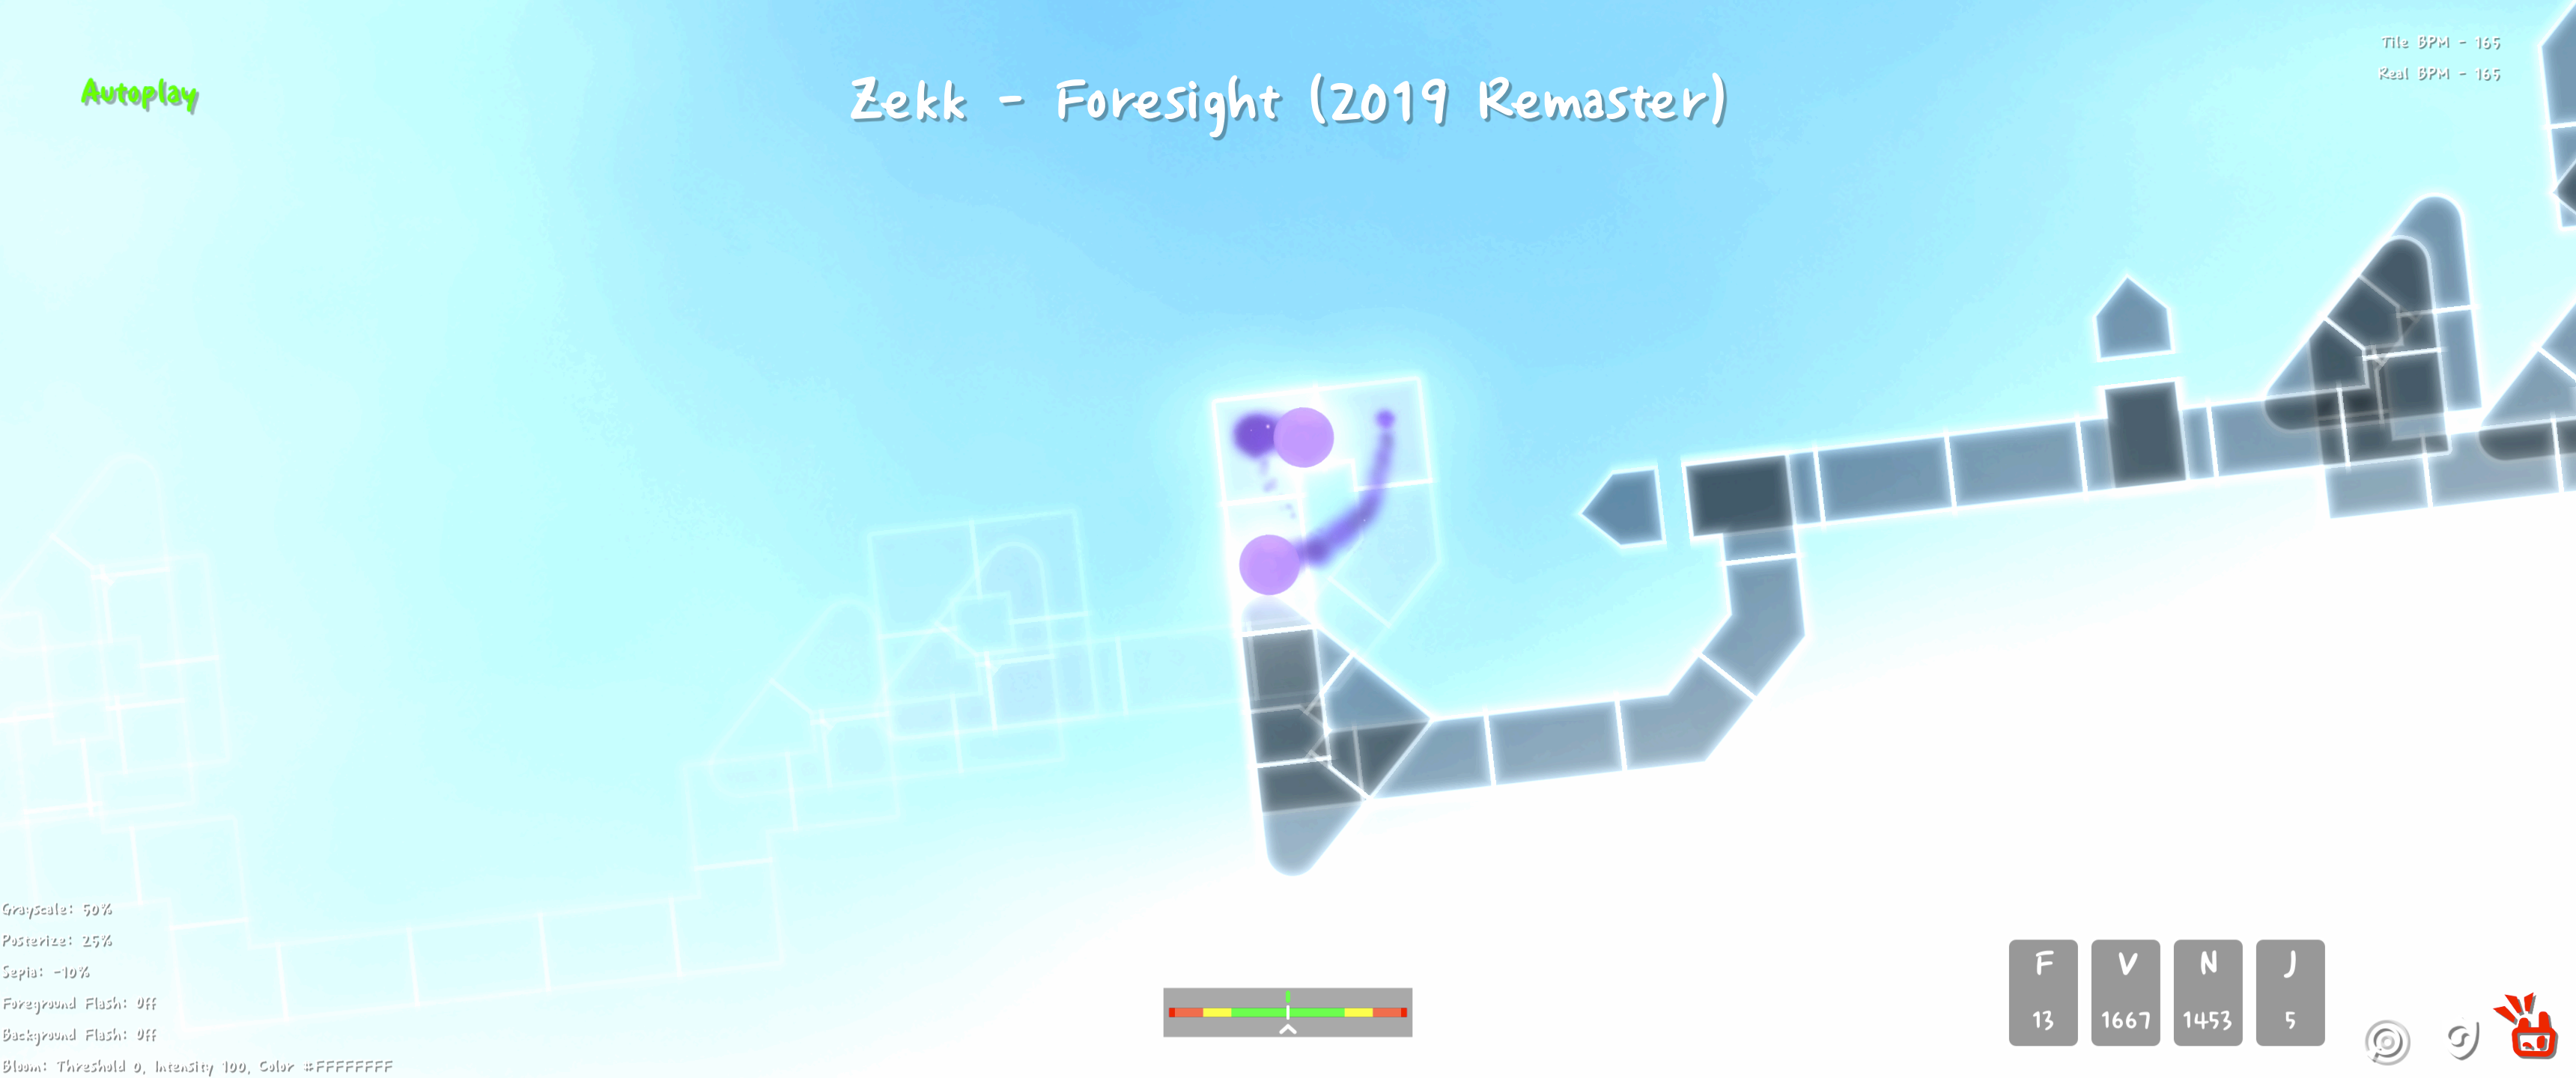 Autoplay
Zekk - Foresight (2019 Remaster)
Tile BPM - 165
Real BPM - 165
Grayscale: 50%
Posterize: 25%
Sepia: -10%
Foreground Flash: Off
Background Flash: Off
Bloom: Threshold 0, Intensity 100, Color #FFFFFFFF
F V N J
13 1667 1453 5